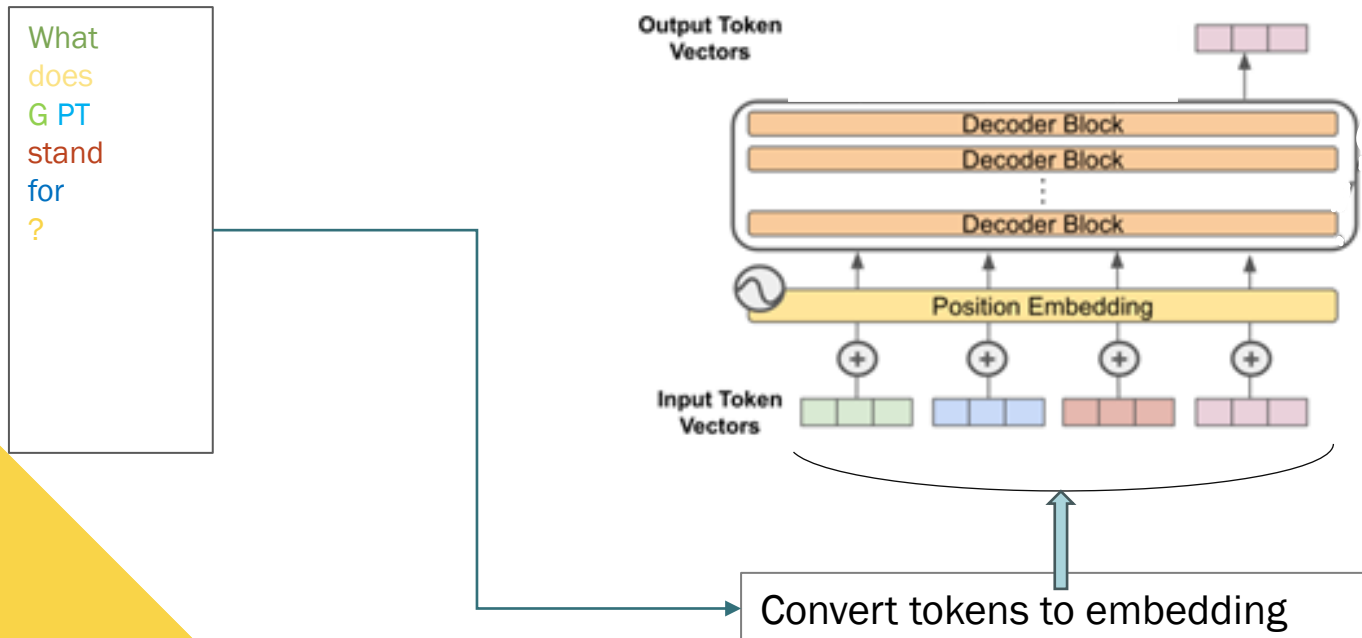 What
does
G PT
stand
for
?
Output Token
Vectors
Decoder Block
Decoder Block
Decoder Block
Position Embedding
Input Token
Vectors
Convert tokens to embedding